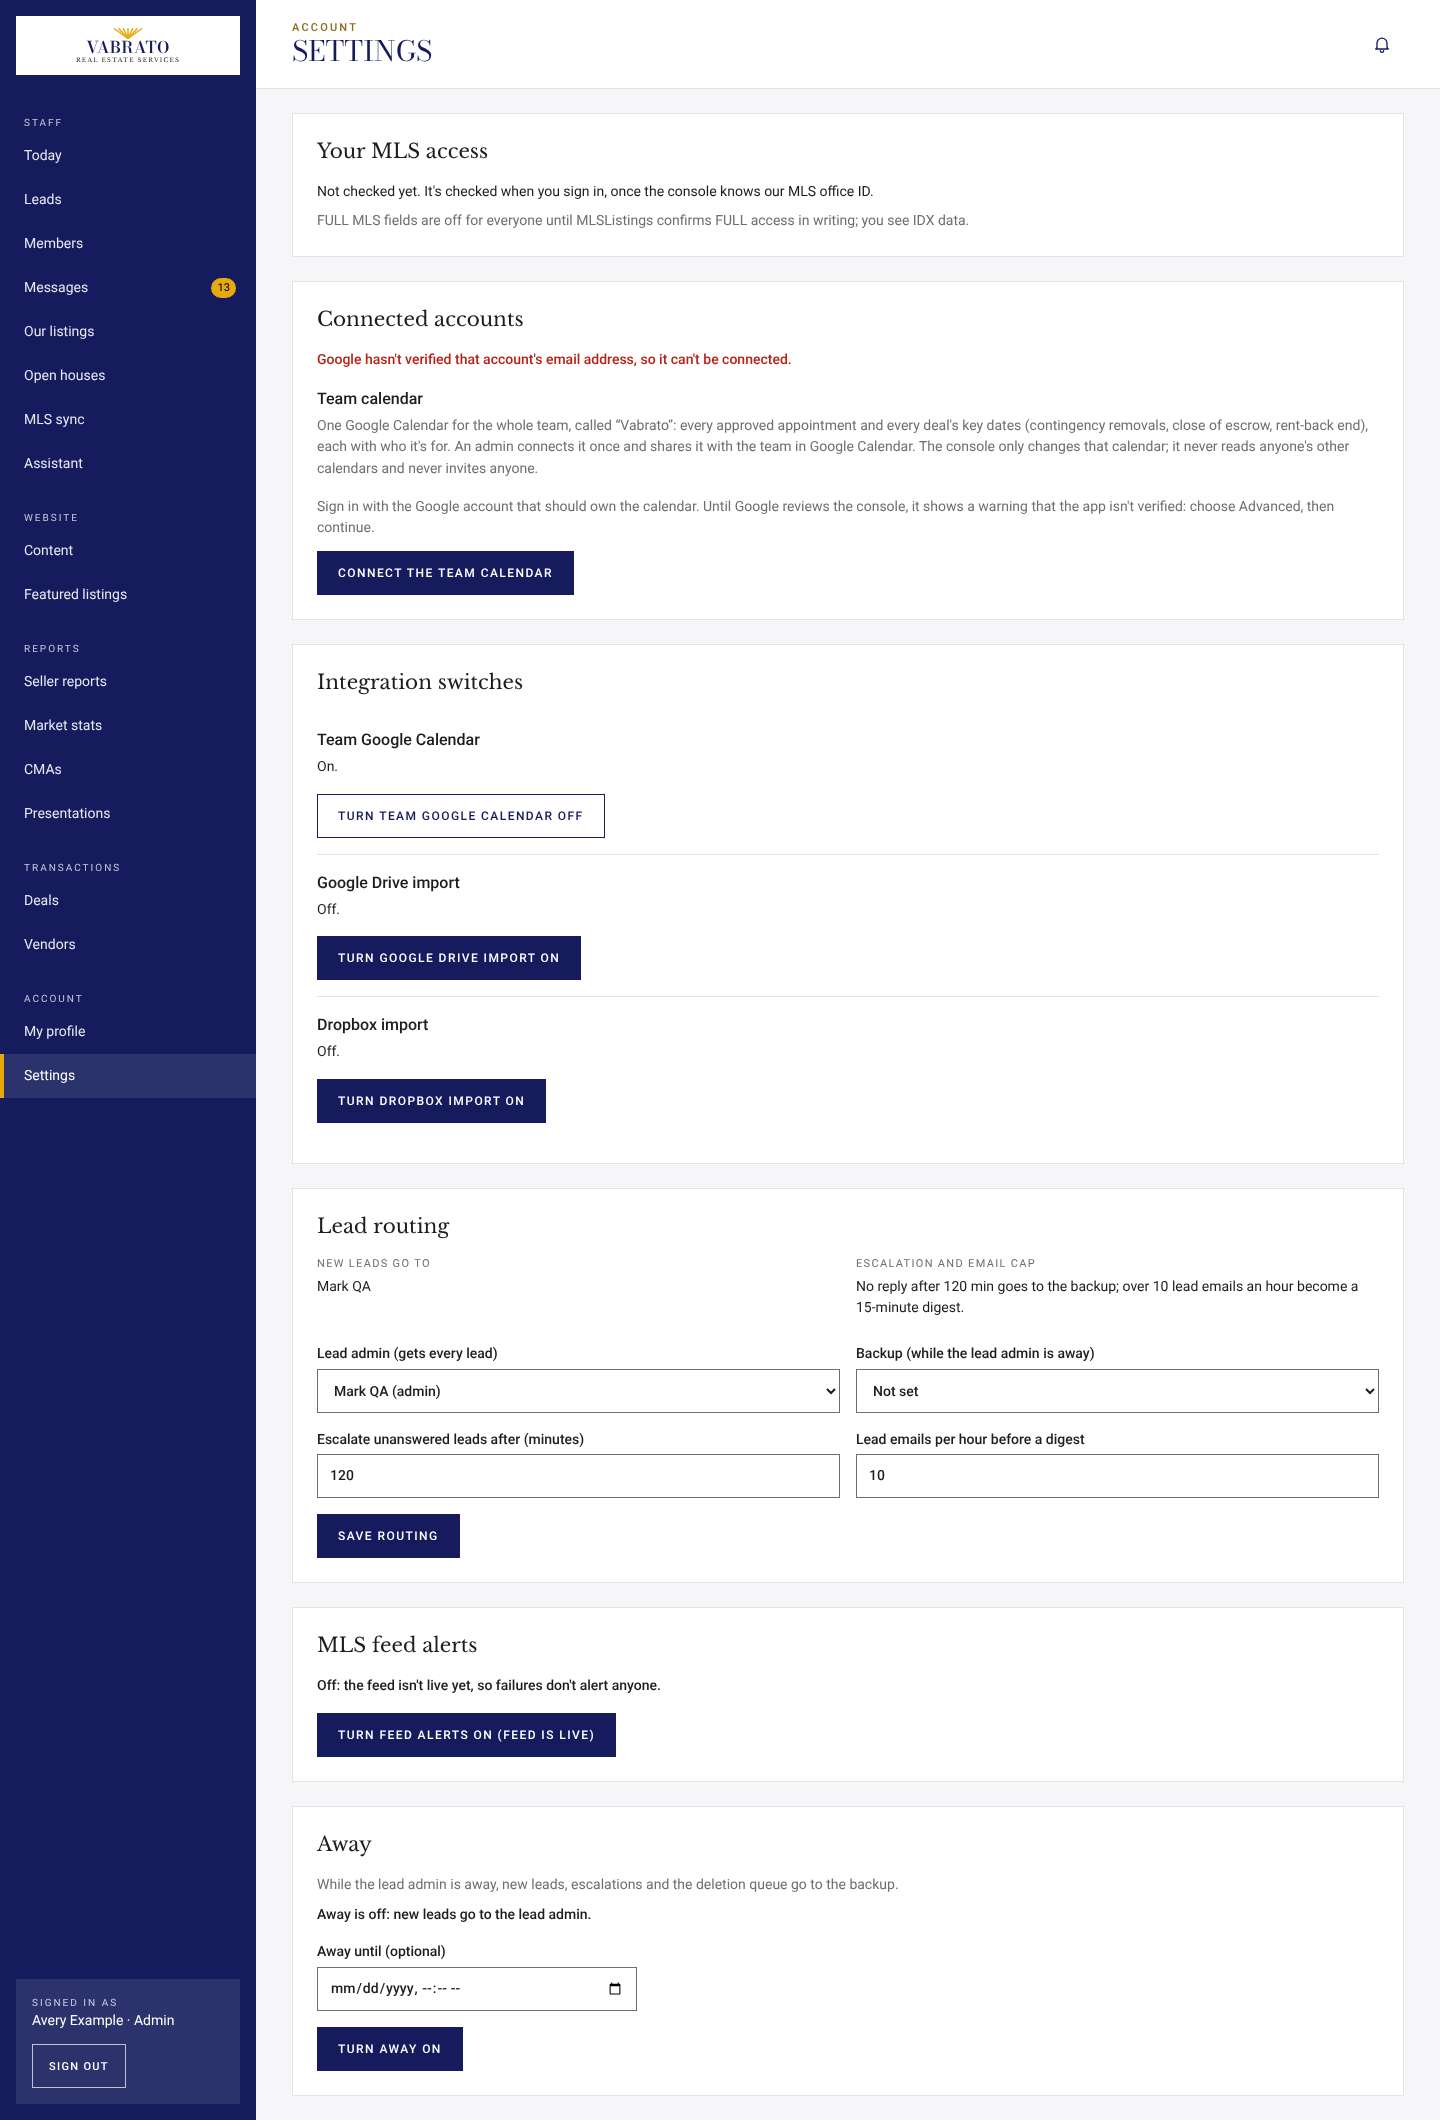 VABRATO
REAL ESTATE SERVICES
STAFF
Today
Leads
Members
Messages
13
Our listings
Open houses
MLS sync
Assistant
WEBSITE
Content
Featured listings
REPORTS
Seller reports
Market stats
CMAs
Presentations
TRANSACTIONS
Deals
Vendors
ACCOUNT
My profile
Settings
SIGNED IN AS
Avery Example · Admin
SIGN OUT
ACCOUNT
SETTINGS
Your MLS access
Not checked yet. It's checked when you sign in, once the console knows our MLS office ID.
FULL MLS fields are off for everyone until MLSListings confirms FULL access in writing; you see IDX data.
Connected accounts
Google hasn't verified that account's email address, so it can't be connected.
Team calendar
One Google Calendar for the whole team, called “Vabrato”: every approved appointment and every deal's key dates (contingency removals, close of escrow, rent-back end),
each with who it's for. An admin connects it once and shares it with the team in Google Calendar. The console only changes that calendar; it never reads anyone's other
calendars and never invites anyone.
Sign in with the Google account that should own the calendar. Until Google reviews the console, it shows a warning that the app isn't verified: choose Advanced, then
continue.
CONNECT THE TEAM CALENDAR
Integration switches
Team Google Calendar
On.
TURN TEAM GOOGLE CALENDAR OFF
Google Drive import
Off.
TURN GOOGLE DRIVE IMPORT ON
Dropbox import
Off.
TURN DROPBOX IMPORT ON
Lead routing
NEW LEADS GO TO
Mark QA
ESCALATION AND EMAIL CAP
No reply after 120 min goes to the backup; over 10 lead emails an hour become a
15-minute digest.
Lead admin (gets every lead)
Mark QA (admin)
Backup (while the lead admin is away)
Not set
Escalate unanswered leads after (minutes)
120
Lead emails per hour before a digest
10
SAVE ROUTING
MLS feed alerts
Off: the feed isn't live yet, so failures don't alert anyone.
TURN FEED ALERTS ON (FEED IS LIVE)
Away
While the lead admin is away, new leads, escalations and the deletion queue go to the backup.
Away is off: new leads go to the lead admin.
Away until (optional)
mm/dd/yyyy, --:-- --
TURN AWAY ON